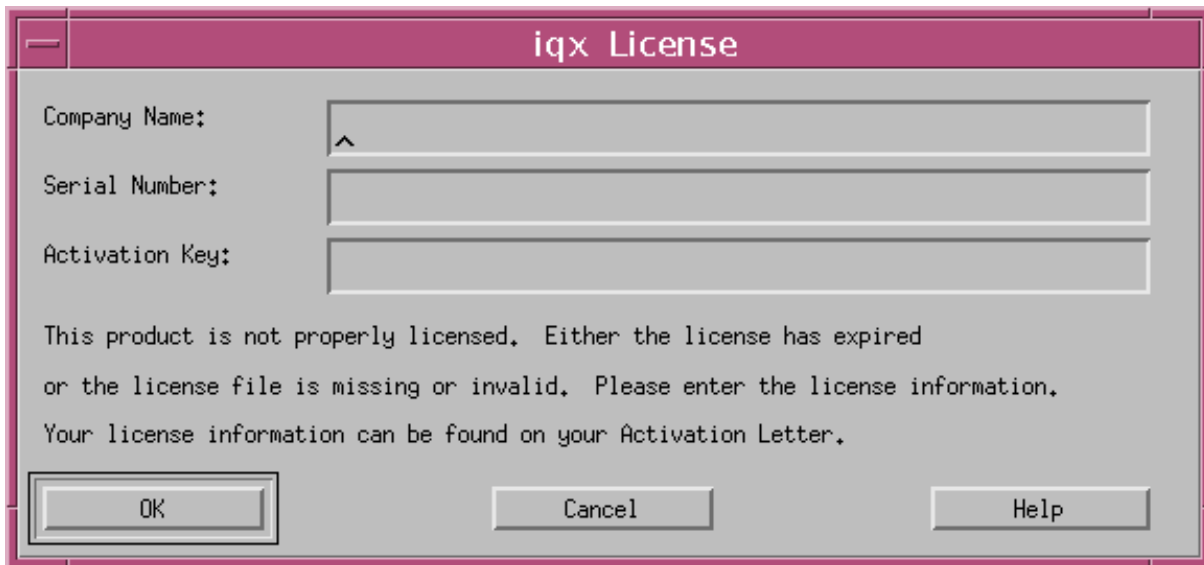 iqx License
Company Name:
Serial Number:
Activation Key:
This product is not properly licensed.  Either the license has expired
or the license file is missing or invalid.  Please enter the license information.
Your license information can be found on your Activation Letter.
OK Cancel Help